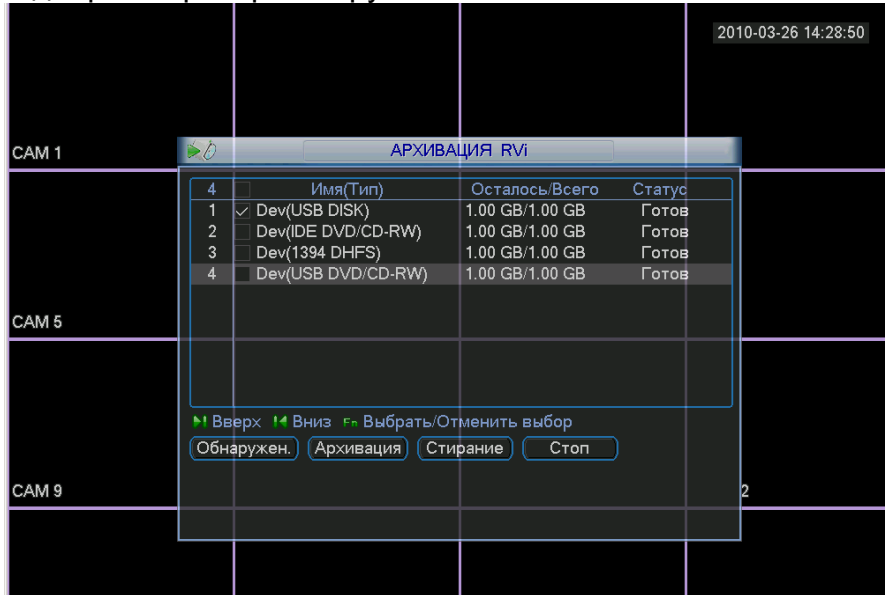 2010-03-26 14:28:50
CAM 1
АРХИВАЦИЯ RVi
4 Имя(Тип) Осталось/Всего Статус
1 Dev(USB DISK) 1.00 GB/1.00 GB Готов
2 Dev(IDE DVD/CD-RW) 1.00 GB/1.00 GB Готов
3 Dev(1394 DHFS) 1.00 GB/1.00 GB Готов
4 Dev(USB DVD/CD-RW) 1.00 GB/1.00 GB Готов
CAM 5
Вверх Вниз Fn Выбрать/Отменить выбор
Обнаружен. Архивация Стирание Стоп
CAM 9
2